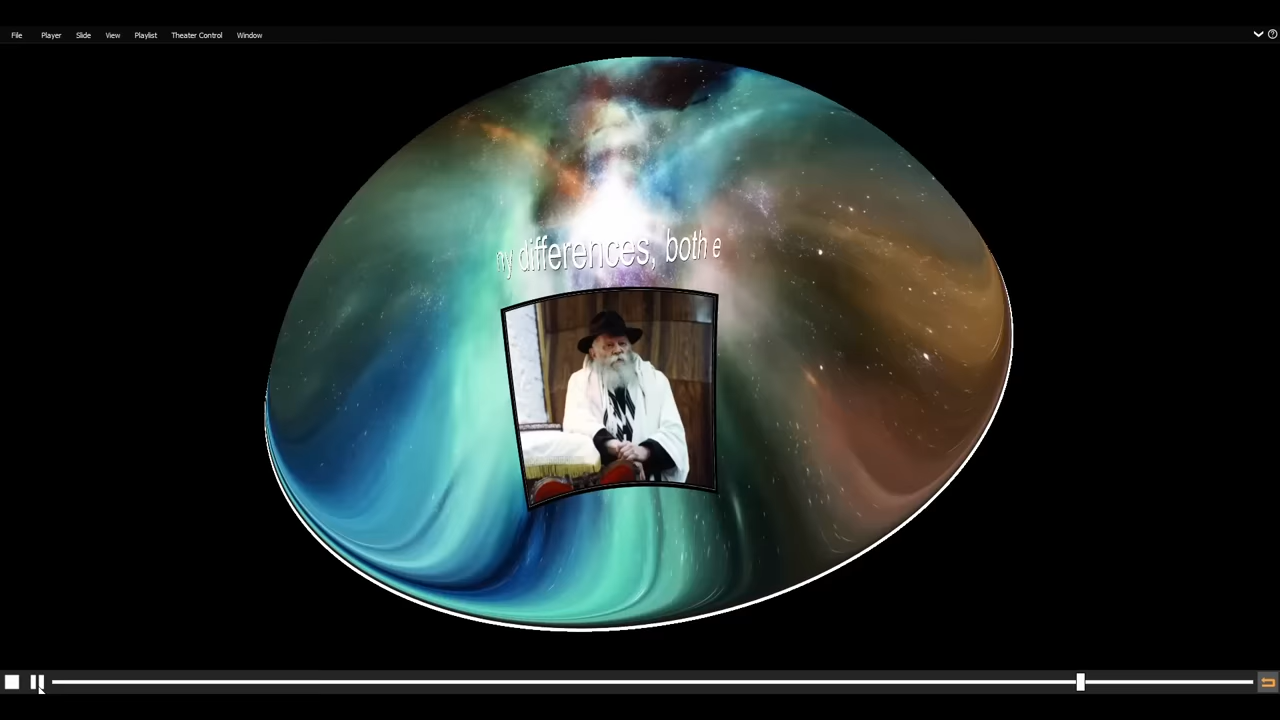 File Player Slide View Playlist Theater Control Window
differences, both